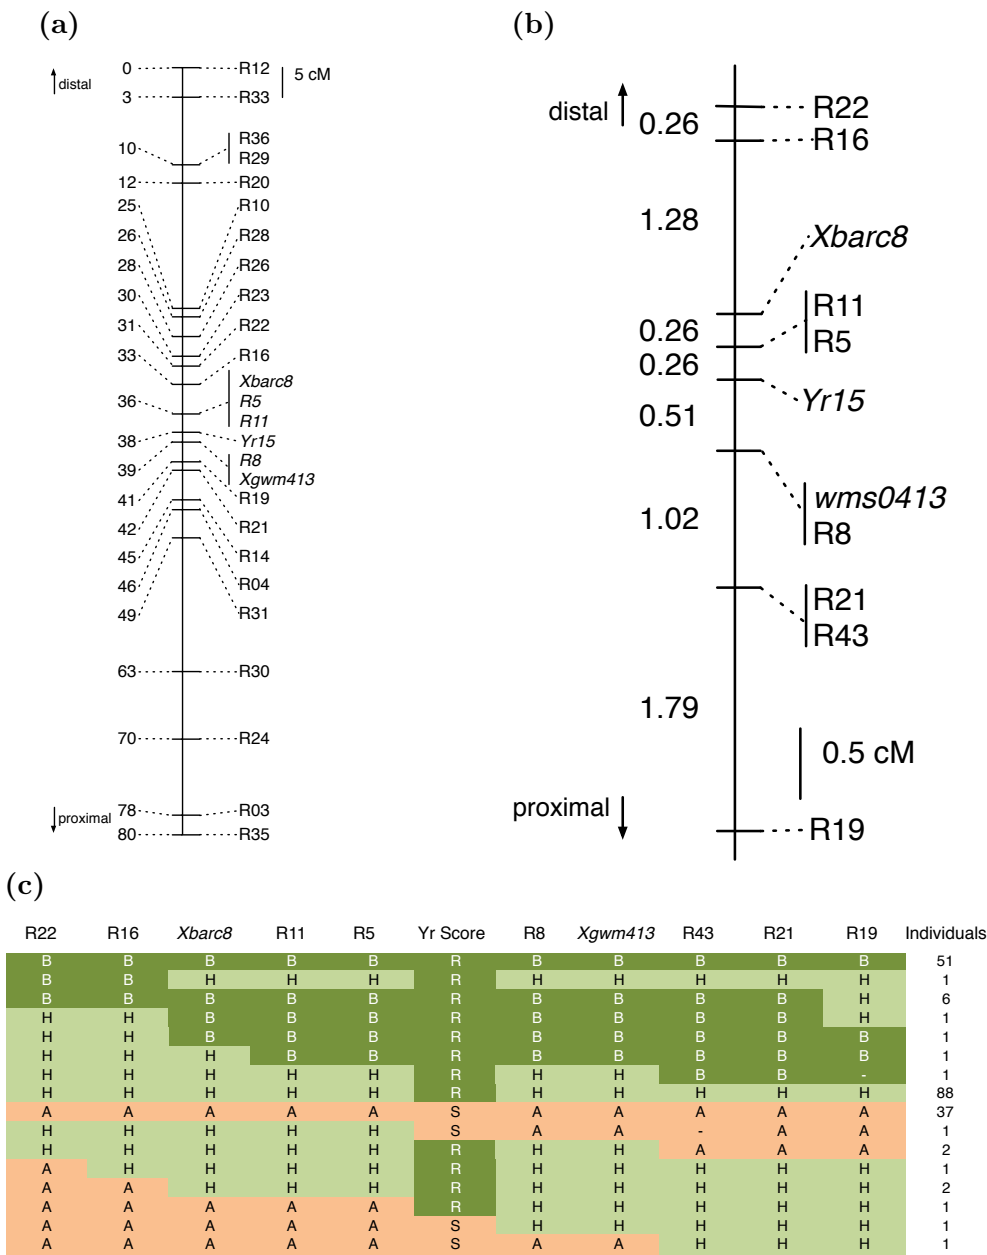 (a)
distal
5 cM
0 R12
3 R33
10 R36
R29
12 R20
25 R10
26 R28
28 R26
30 R23
31 R22
33 R16
Xbarc8
36 R5
R11
38 Yr15
R8
39 Xgwm413
41 R19
42 R21
45 R14
46 R04
49 R31
63 R30
70 R24
78 R03
80 R35
proximal
(b)
distal
R22
0.26
R16
1.28
Xbarc8
0.26
R11
R5
0.26
Yr15
0.51
wms0413
R8
1.02
R21
R43
1.79
0.5 cM
proximal
R19
(c)
R22 R16 Xbarc8 R11 R5 Yr Score R8 Xgwm413 R43 R21 R19 Individuals
B B B B B R B B B B B 51
B B H H H R H H H H H 1
B B B B B R B B B B H 6
H H B B B R B B B B H 1
H H B B B R B B B B B 1
H H H B B R B B B B B 1
H H H H H R H H B B - 1
H H H H H R H H H H H 88
A A A A A S A A A A A 37
H H H H H S A A - A A 1
H H H H H R H H A A A 2
A H H H H R H H H H H 1
A A H H H R H H H H H 2
A A A A A R H H H H H 1
A A A A A S H H H H H 1
A A A A A S A A H H H 1